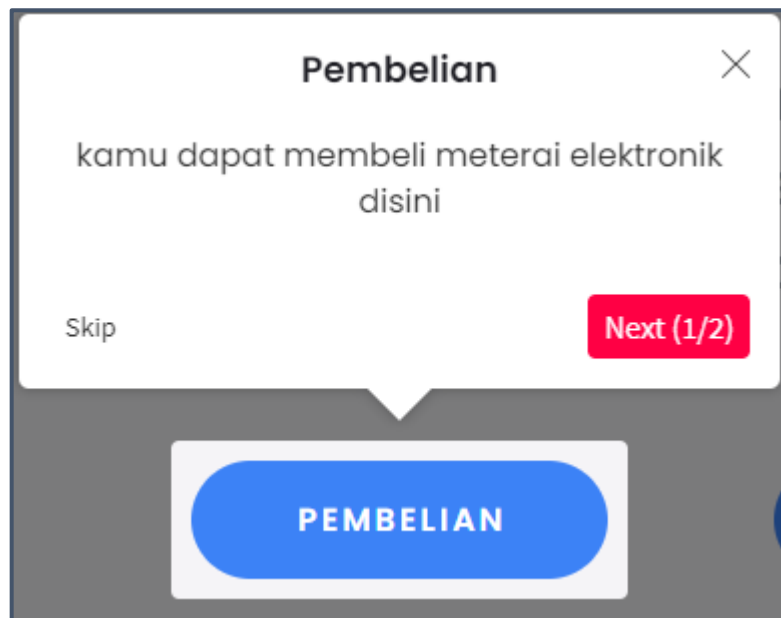 Pembelian
kamu dapat membeli meterai elektronik
disini
Skip
Next (1/2)
PEMBELIAN